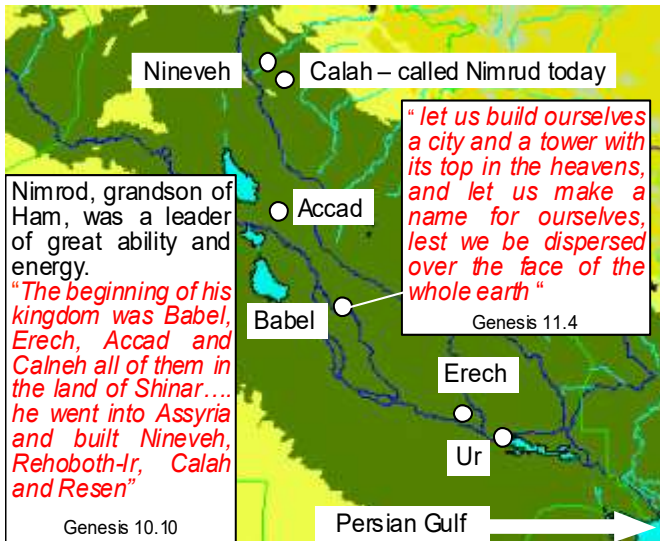 Nineveh
Calah – called Nimrud today
“ let us build ourselves
a city and a tower with
its top in the heavens,
and let us make a
name for ourselves,
lest we be dispersed
over the face of the
whole earth “
Genesis 11.4
Nimrod, grandson of
Ham, was a leader
of great ability and
energy.
“The beginning of his
kingdom was Babel,
Erech, Accad and
Calneh all of them in
the land of Shinar….
he went into Assyria
and built Nineveh,
Rehoboth-Ir, Calah
and Resen”
Genesis 10.10
Accad
Babel
Erech
Ur
Persian Gulf